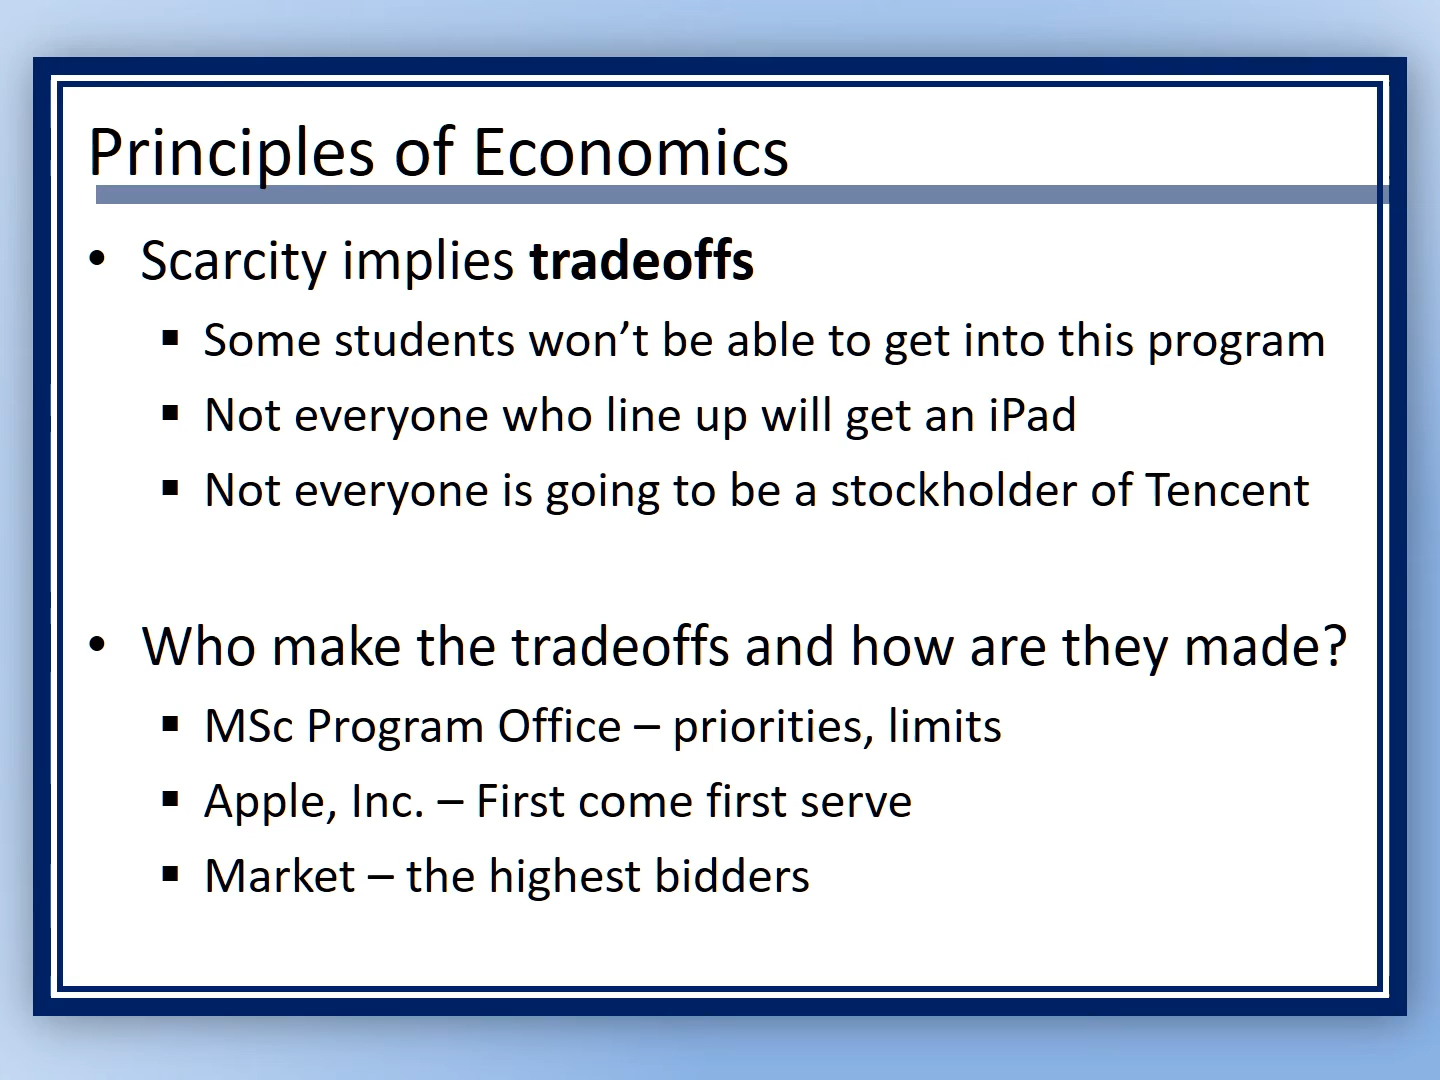 Principles of Economics
• Scarcity implies tradeoffs
▪ Some students won’t be able to get into this program
▪ Not everyone who line up will get an iPad
▪ Not everyone is going to be a stockholder of Tencent
• Who make the tradeoffs and how are they made?
▪ MSc Program Office – priorities, limits
▪ Apple, Inc. – First come first serve
▪ Market – the highest bidders